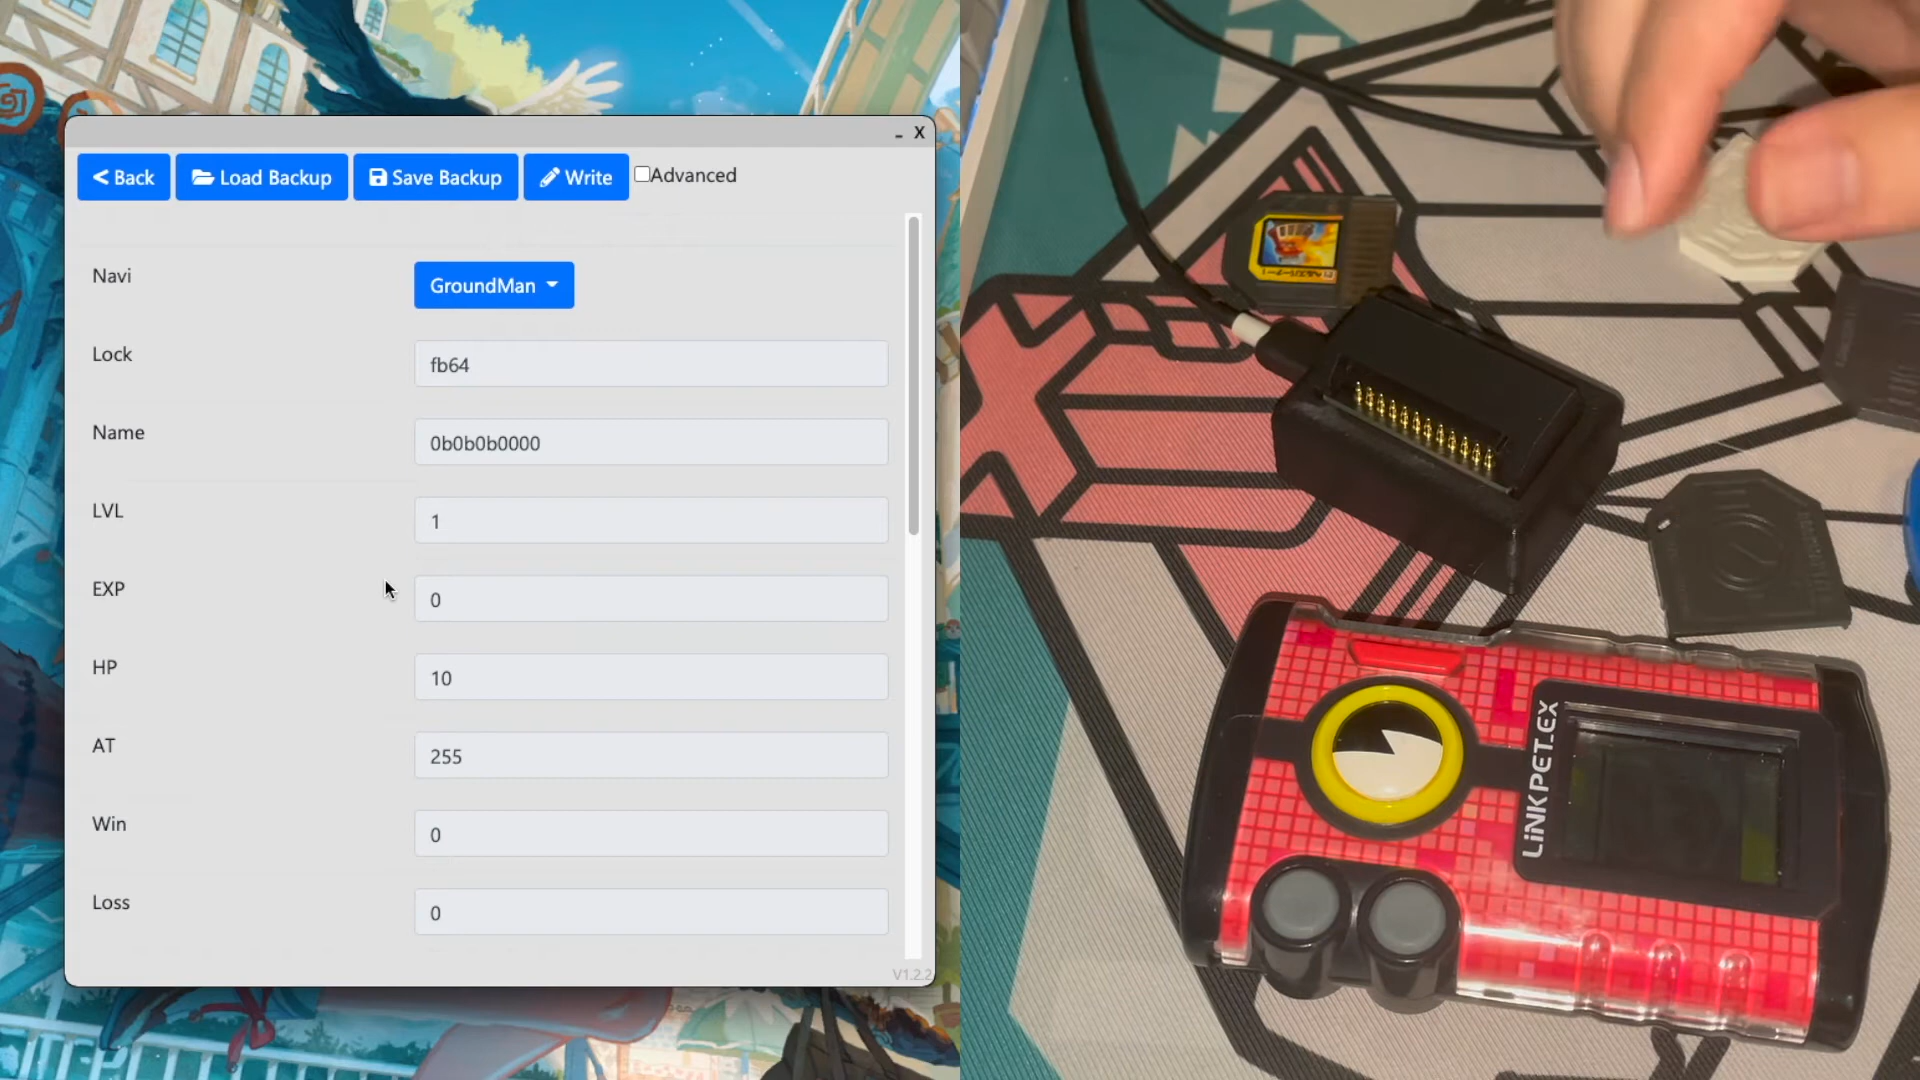 _ X
< Back
Load Backup
Save Backup
Write
Advanced
Navi
GroundMan
Lock
fb64
Name
0b0b0b0000
LVL
1
EXP
0
HP
10
AT
255
Win
0
Loss
0
V1.2.2
LiNKPET.EX